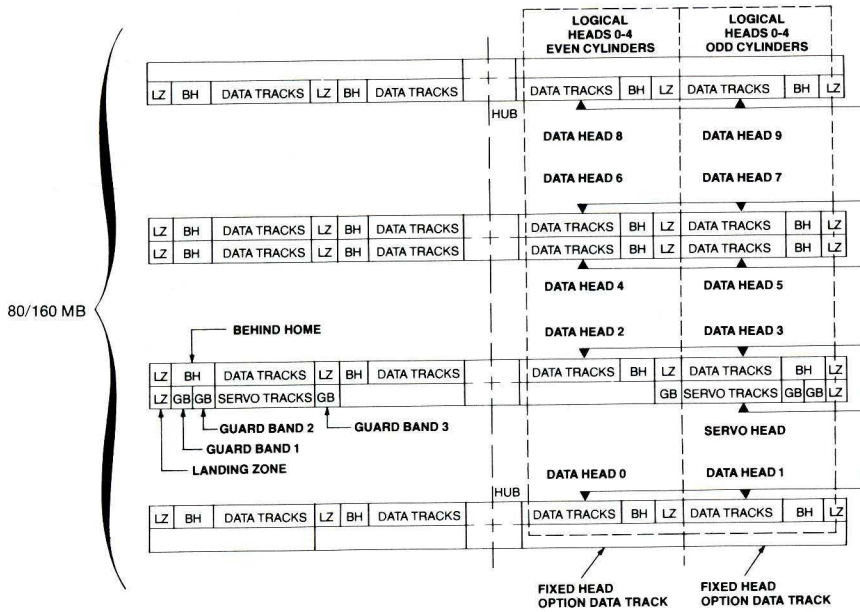 LOGICAL HEADS 0-4 EVEN CYLINDERS
LOGICAL HEADS 0-4 ODD CYLINDERS
LZ BH DATA TRACKS LZ BH DATA TRACKS DATA TRACKS BH LZ DATA TRACKS BH LZ
HUB
DATA HEAD 8 DATA HEAD 9
DATA HEAD 6 DATA HEAD 7
LZ BH DATA TRACKS LZ BH DATA TRACKS DATA TRACKS BH LZ DATA TRACKS BH LZ
LZ BH DATA TRACKS LZ BH DATA TRACKS DATA TRACKS BH LZ DATA TRACKS BH LZ
DATA HEAD 4 DATA HEAD 5
80/160 MB
BEHIND HOME DATA HEAD 2 DATA HEAD 3
LZ BH DATA TRACKS LZ BH DATA TRACKS DATA TRACKS BH LZ DATA TRACKS BH LZ
LZ GB GB SERVO TRACKS GB GB SERVO TRACKS GB GB LZ
GUARD BAND 2 GUARD BAND 3 SERVO HEAD
GUARD BAND 1
LANDING ZONE
DATA HEAD 0 DATA HEAD 1
HUB
LZ BH DATA TRACKS LZ BH DATA TRACKS DATA TRACKS BH LZ DATA TRACKS BH LZ
FIXED HEAD OPTION DATA TRACK
FIXED HEAD OPTION DATA TRACK